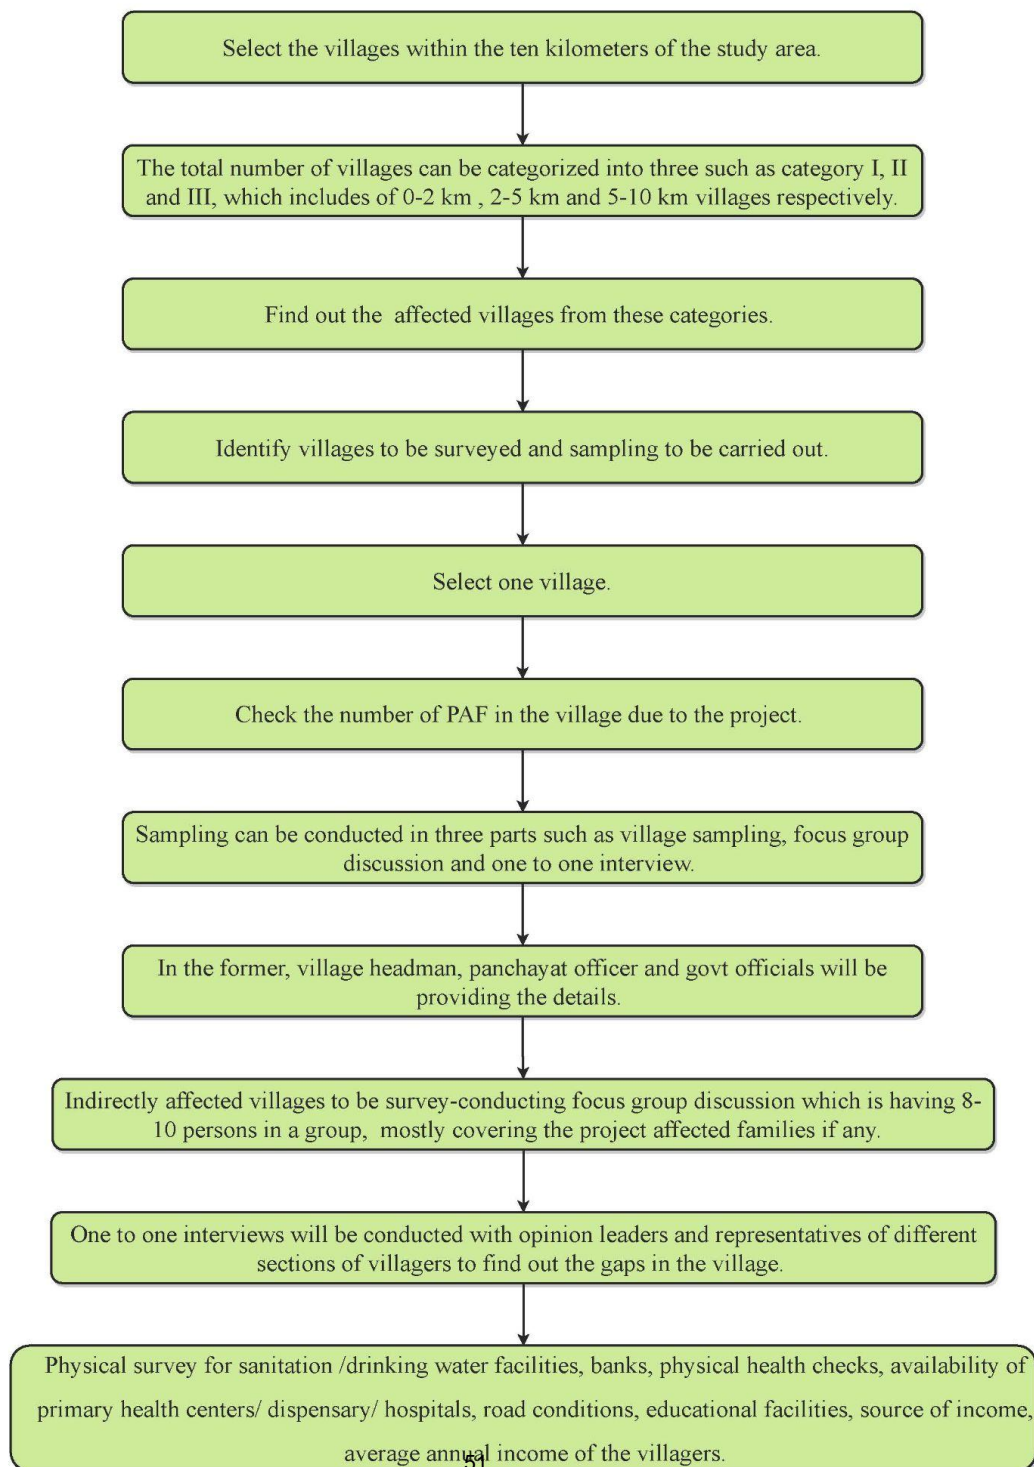 Select the villages within the ten kilometers of the study area.
The total number of villages can be categorized into three such as category I, II
and III, which includes of 0-2 km , 2-5 km and 5-10 km villages respectively.
Find out the affected villages from these categories.
Identify villages to be surveyed and sampling to be carried out.
Select one village.
Check the number of PAF in the village due to the project.
Sampling can be conducted in three parts such as village sampling, focus group
discussion and one to one interview.
In the former, village headman, panchayat officer and govt officials will be
providing the details.
Indirectly affected villages to be survey-conducting focus group discussion which is having 8-
10 persons in a group, mostly covering the project affected families if any.
One to one interviews will be conducted with opinion leaders and representatives of different
sections of villagers to find out the gaps in the village.
Physical survey for sanitation /drinking water facilities, banks, physical health checks, availability of
primary health centers/ dispensary/ hospitals, road conditions, educational facilities, source of income,
average annual income of the villagers.
51